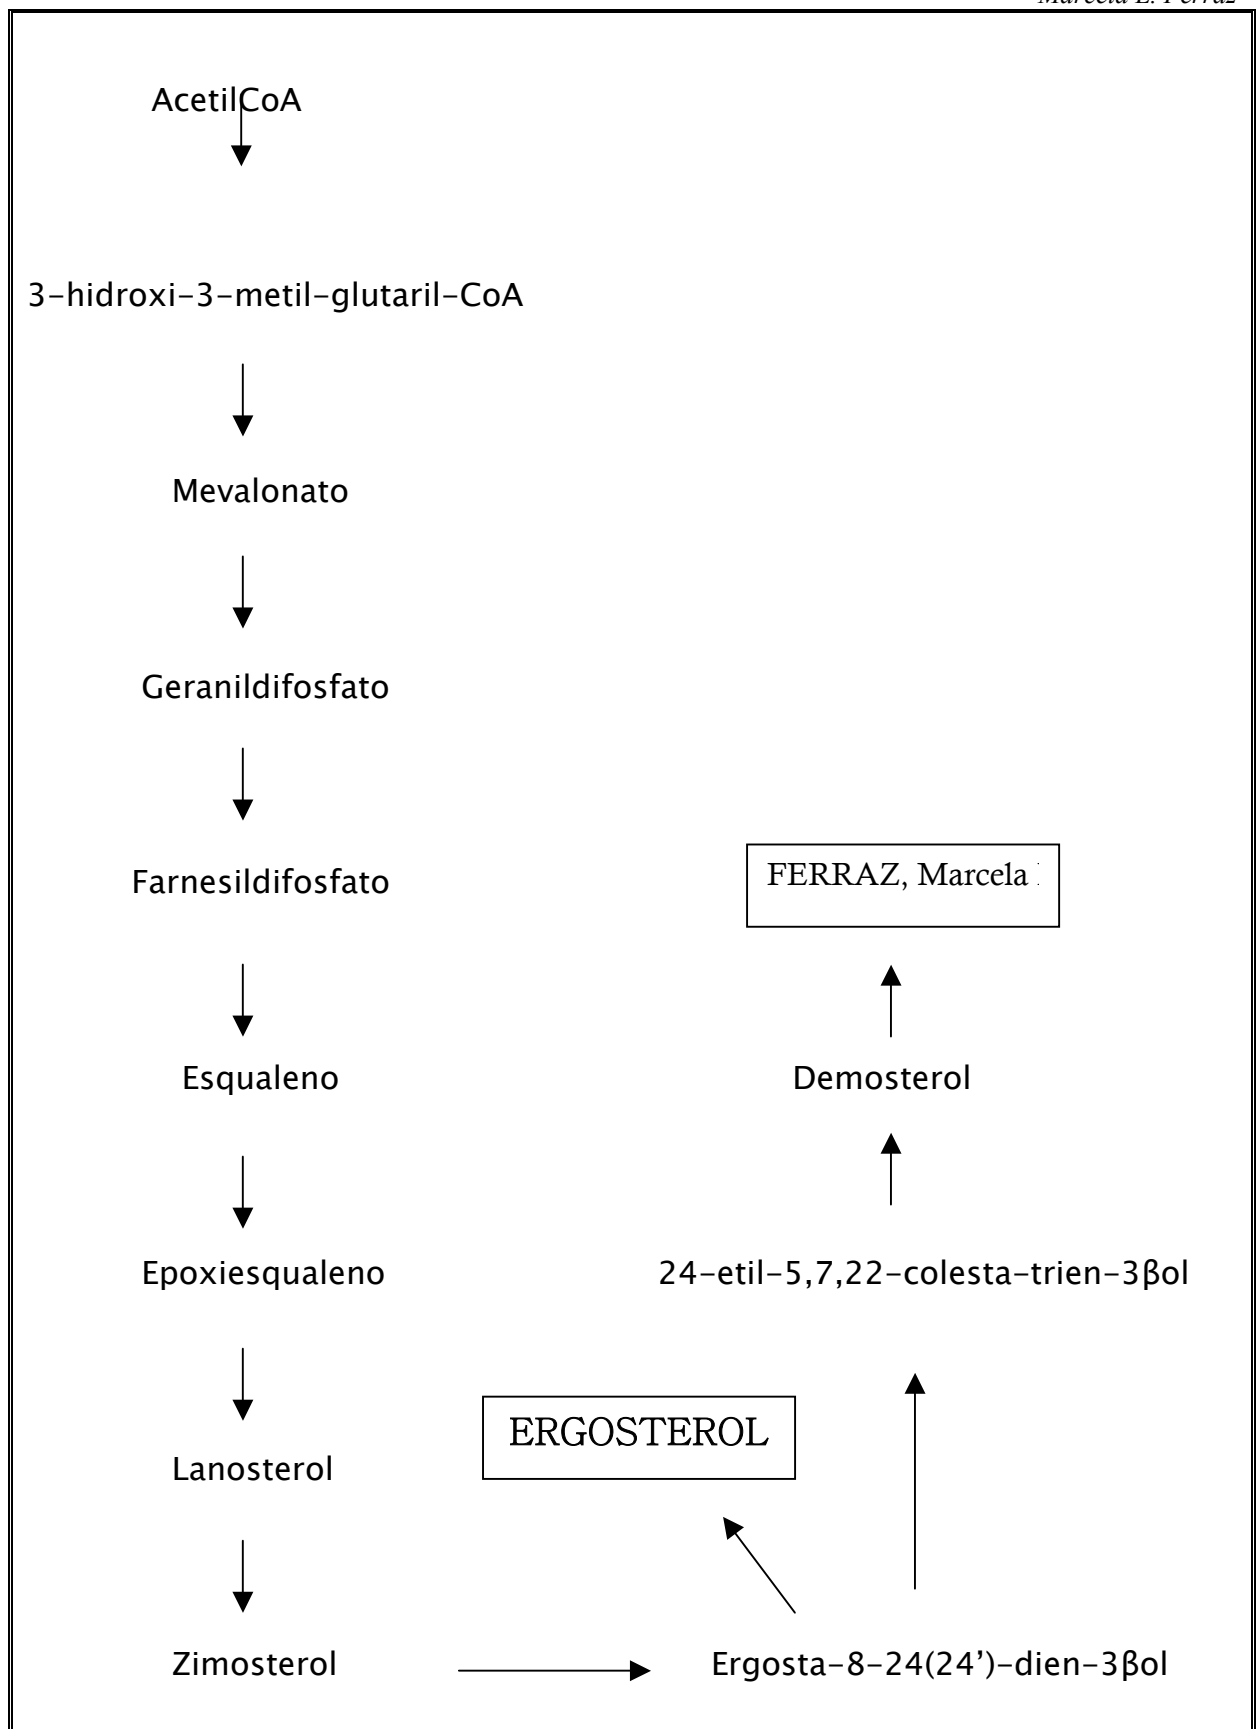 Marcela E. Ferraz
AcetilCoA
3-hidroxi-3-metil-glutaril-CoA
Mevalonato
Geranildifosfato
Farnesildifosfato
FERRAZ, Marcela
Esqualeno
Demosterol
Epoxiesqualeno
24-etil-5,7,22-colesta-trien-3βol
ERGOSTEROL
Lanosterol
Zimosterol
Ergosta-8-24(24’)-dien-3βol